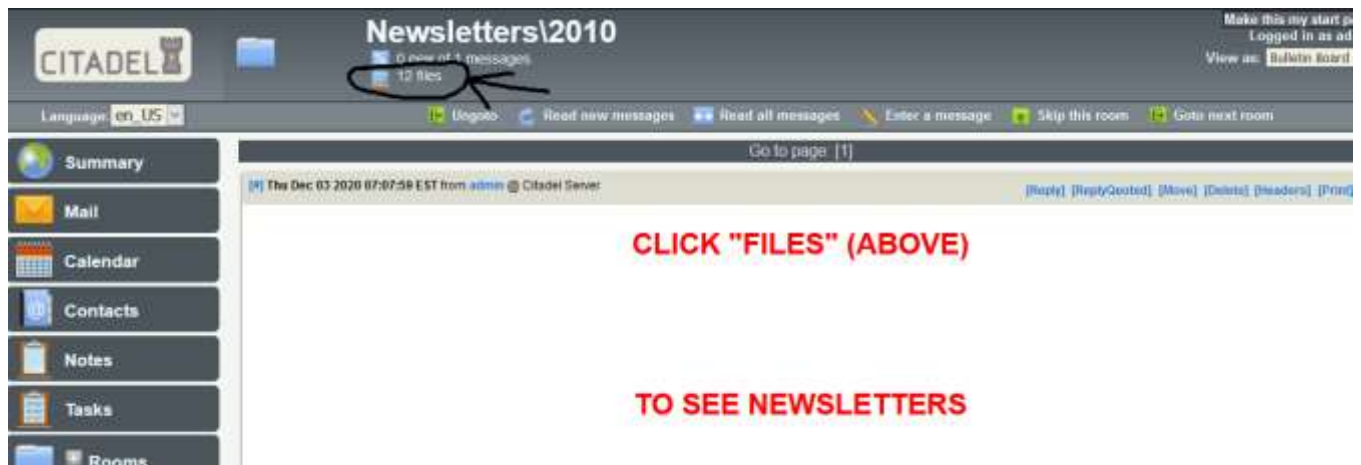 CITADEL
Newsletters\2010
0 new of 1 messages
12 files
Make this my start
Logged in as
View as: Bulletin Board
Language: en_US
Ungoto Read new messages Read all messages Enter a message Skip this room Goto next room
Summary
Mail
Calendar
Contacts
Notes
Tasks
Rooms
Go to page: [1]
[#] Thu Dec 03 2020 07:07:59 EST from admin @ Citadel Server
[Reply] [ReplyQuoted] [Move] [Delete] [Headers] [Print]
CLICK "FILES" (ABOVE)
TO SEE NEWSLETTERS